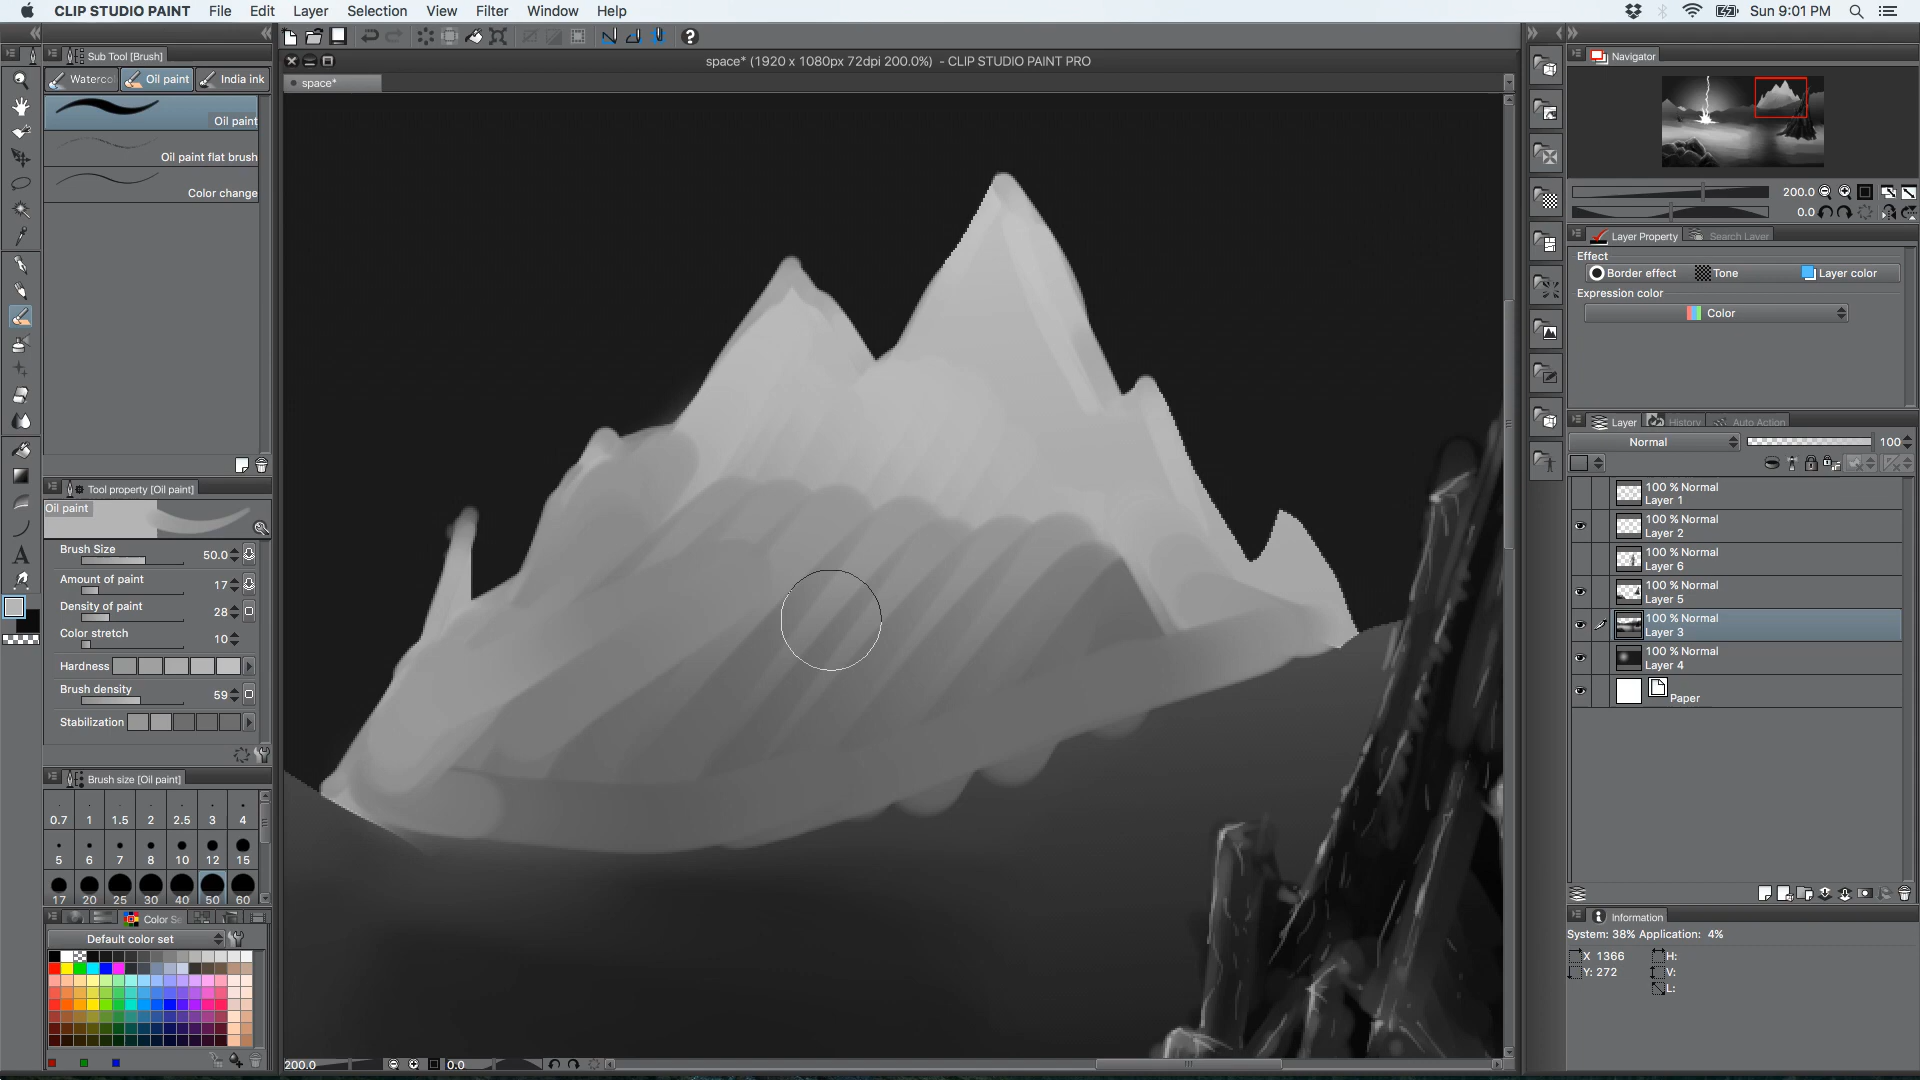 CLIP STUDIO PAINT File Edit Layer Selection View Filter Window Help Sun 9:01 PM
Sub Tool [Brush]
Waterco Oil paint India ink
Oil paint
Oil paint flat brush
Color change
Tool property [Oil paint]
Oil paint
Brush Size 50.0
Amount of paint 17
Density of paint 28
Color stretch 10
Hardness
Brush density 59
Stabilization
Brush size [Oil paint]
0.7 1 1.5 2 2.5 3 4
5 6 7 8 10 12 15
17 20 25 30 40 50 60
Color Se
Default color set
space* (1920 x 1080px 72dpi 200.0%) - CLIP STUDIO PAINT PRO
space*
200.0 0.0
Navigator
200.0
0.0
Layer Property Search Layer
Effect
Border effect Tone Layer color
Expression color
Color
Layer History Auto Action
Normal 100
100 % Normal
Layer 1
100 % Normal
Layer 2
100 % Normal
Layer 6
100 % Normal
Layer 5
100 % Normal
Layer 3
100 % Normal
Layer 4
Paper
Information
System: 38% Application: 4%
X 1366 H:
Y: 272 V:
L: